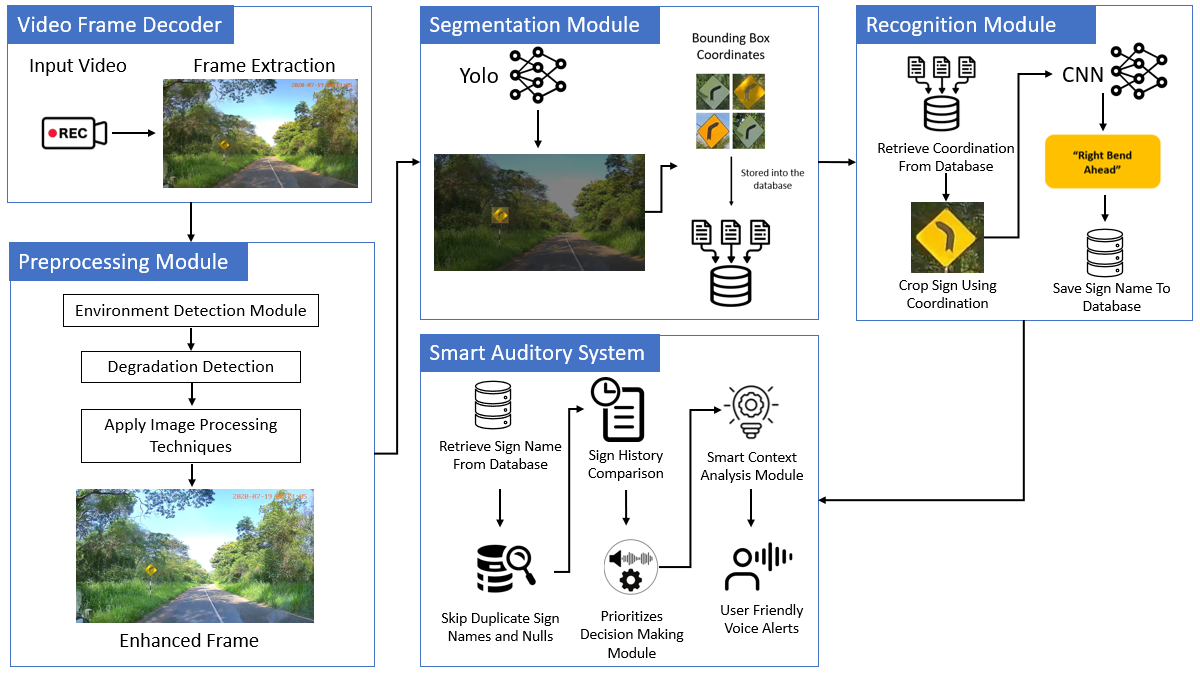 Video Frame Decoder
Input Video
Frame Extraction
REC
Preprocessing Module
Environment Detection Module
Degradation Detection
Apply Image Processing
Techniques
Enhanced Frame
Segmentation Module
Yolo
Bounding Box
Coordinates
Stored into the
database
Recognition Module
Retrieve Coordination
From Database
Crop Sign Using
Coordination
CNN
“Right Bend
Ahead”
Save Sign Name To
Database
Smart Auditory System
Retrieve Sign Name
From Database
Skip Duplicate Sign
Names and Nulls
Sign History
Comparison
Prioritizes
Decision Making
Module
Smart Context
Analysis Module
User Friendly
Voice Alerts